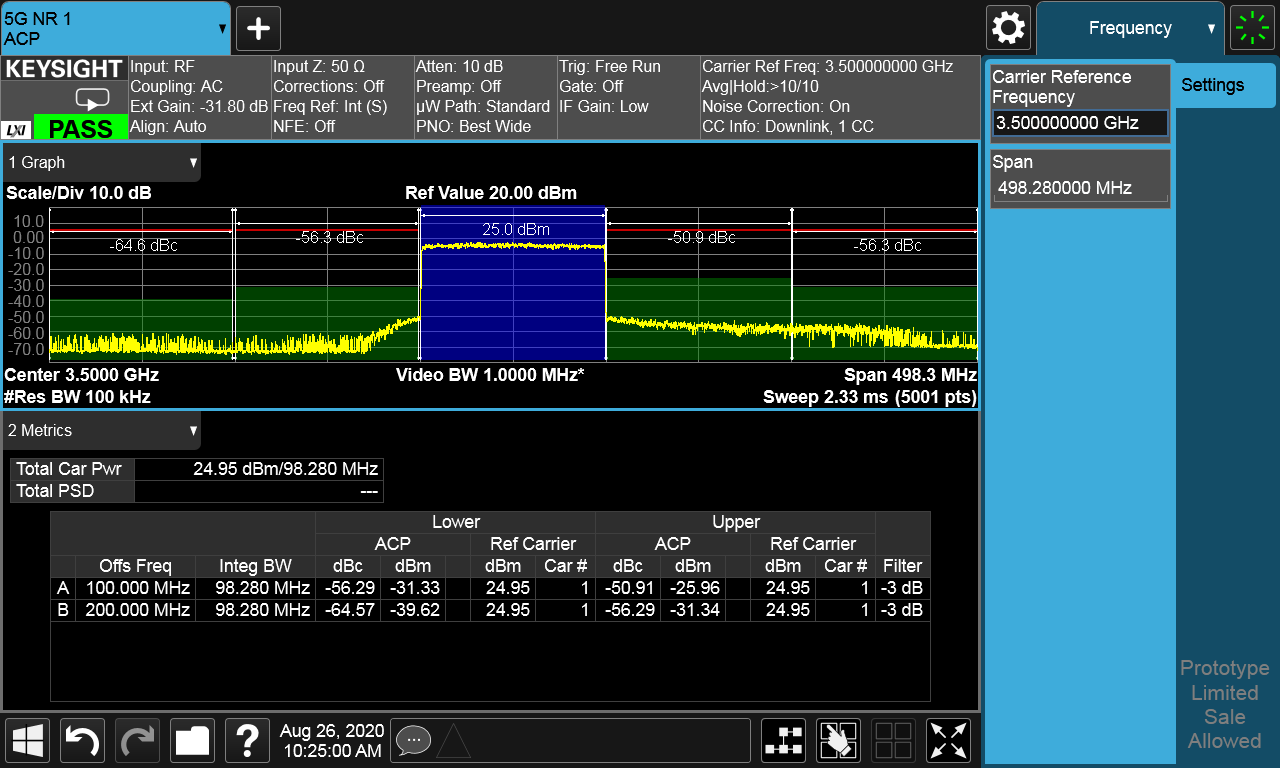 5G NR 1
ACP
Frequency
KEYSIGHT
LXI
PASS
Input: RF
Coupling: AC
Ext Gain: -31.80 dB
Align: Auto
Input Z: 50 Ω
Corrections: Off
Freq Ref: Int (S)
NFE: Off
Atten: 10 dB
Preamp: Off
µW Path: Standard
PNO: Best Wide
Trig: Free Run
Gate: Off
IF Gain: Low
Carrier Ref Freq: 3.500000000 GHz
Avg|Hold:>10/10
Noise Correction: On
CC Info: Downlink, 1 CC
Carrier Reference
Frequency
3.500000000 GHz
Span
498.280000 MHz
Settings
1 Graph
Scale/Div 10.0 dB
Ref Value 20.00 dBm
10.0
0.00
-10.0
-20.0
-30.0
-40.0
-50.0
-60.0
-70.0
-64.6 dBc
-56.3 dBc
25.0 dBm
-50.9 dBc
-56.3 dBc
Center 3.5000 GHz
Video BW 1.0000 MHz*
Span 498.3 MHz
#Res BW 100 kHz
Sweep 2.33 ms (5001 pts)
2 Metrics
Total Car Pwr 24.95 dBm/98.280 MHz
Total PSD ---
Lower Upper
ACP Ref Carrier ACP Ref Carrier
Offs Freq Integ BW dBc dBm dBm Car # dBc dBm dBm Car # Filter
A 100.000 MHz 98.280 MHz -56.29 -31.33 24.95 1 -50.91 -25.96 24.95 1 -3 dB
B 200.000 MHz 98.280 MHz -64.57 -39.62 24.95 1 -56.29 -31.34 24.95 1 -3 dB
Aug 26, 2020
10:25:00 AM
Prototype
Limited
Sale
Allowed